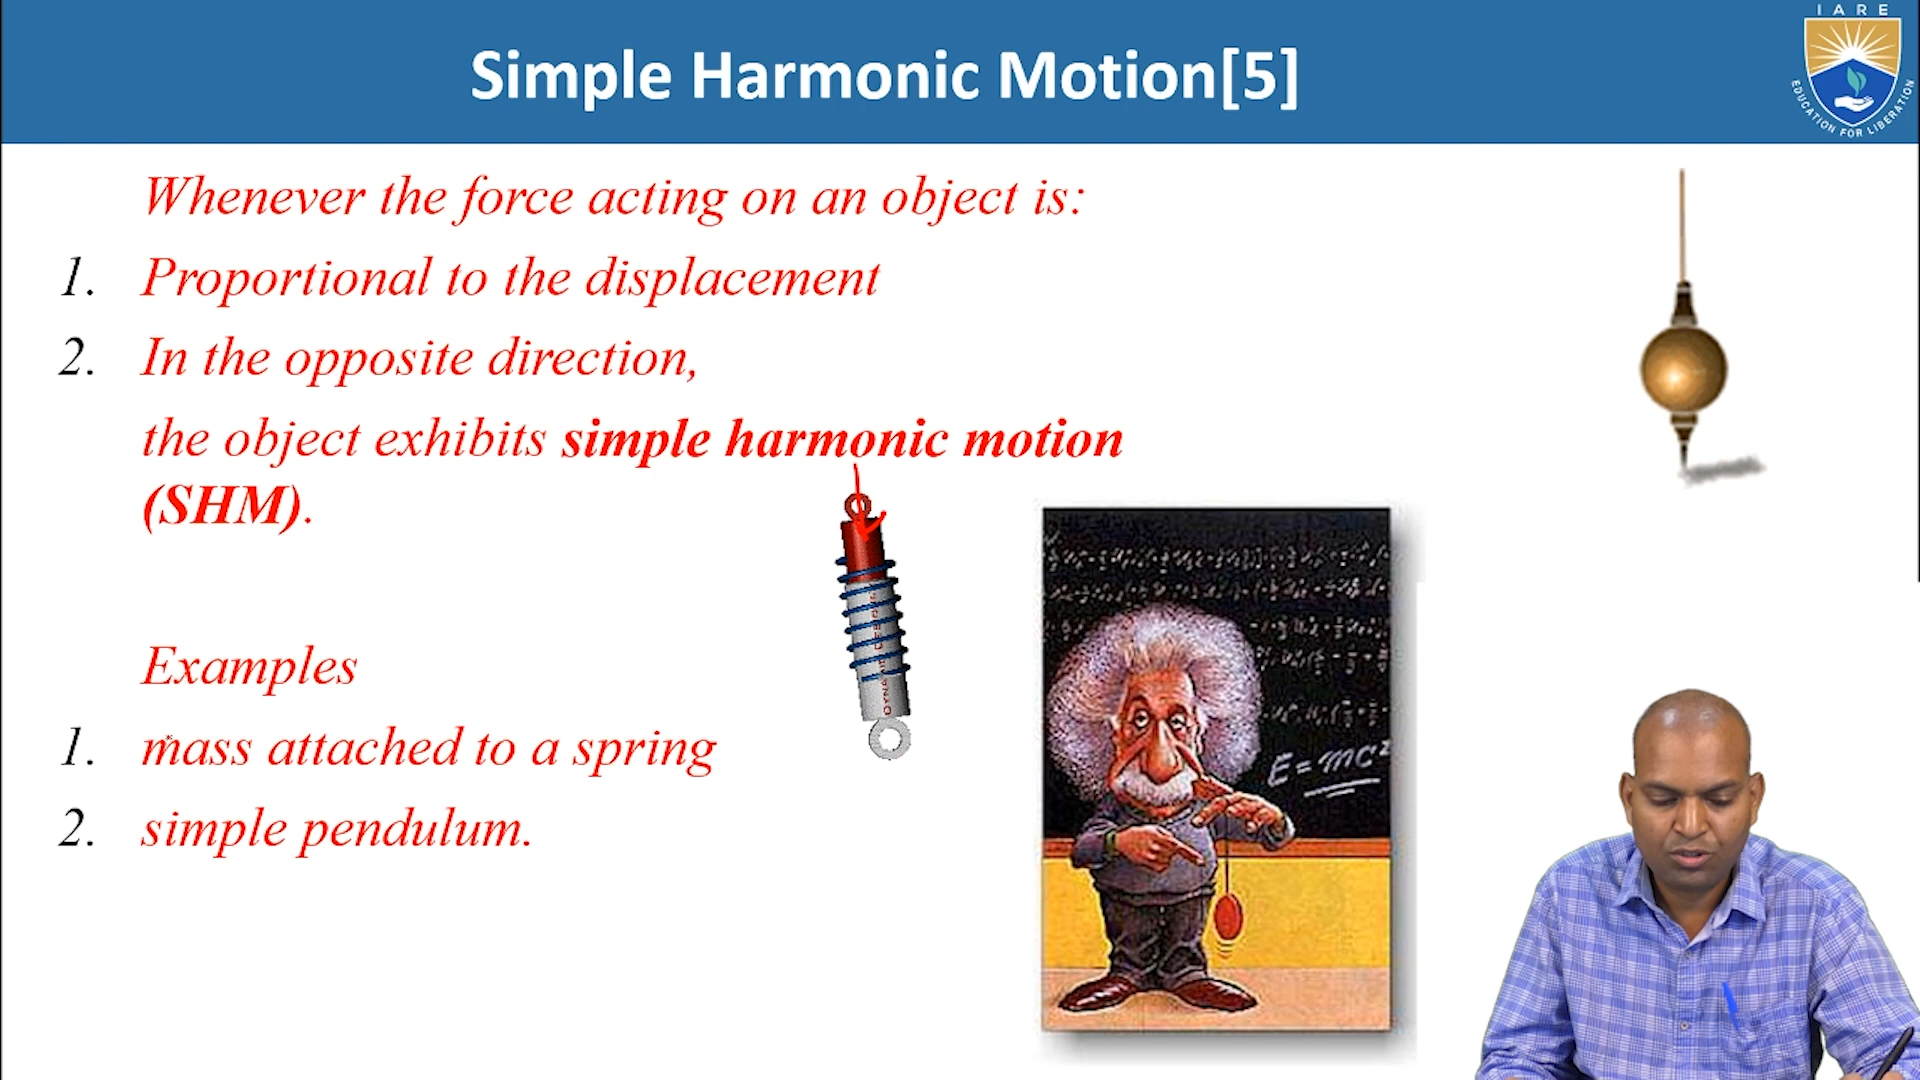 IARE
Simple Harmonic Motion[5]
EDUCATION FOR LIBERATION
Whenever the force acting on an object is:
1. Proportional to the displacement
2. In the opposite direction,
the object exhibits simple harmonic motion
(SHM).
Examples
1. mass attached to a spring
2. simple pendulum.
E=mc²